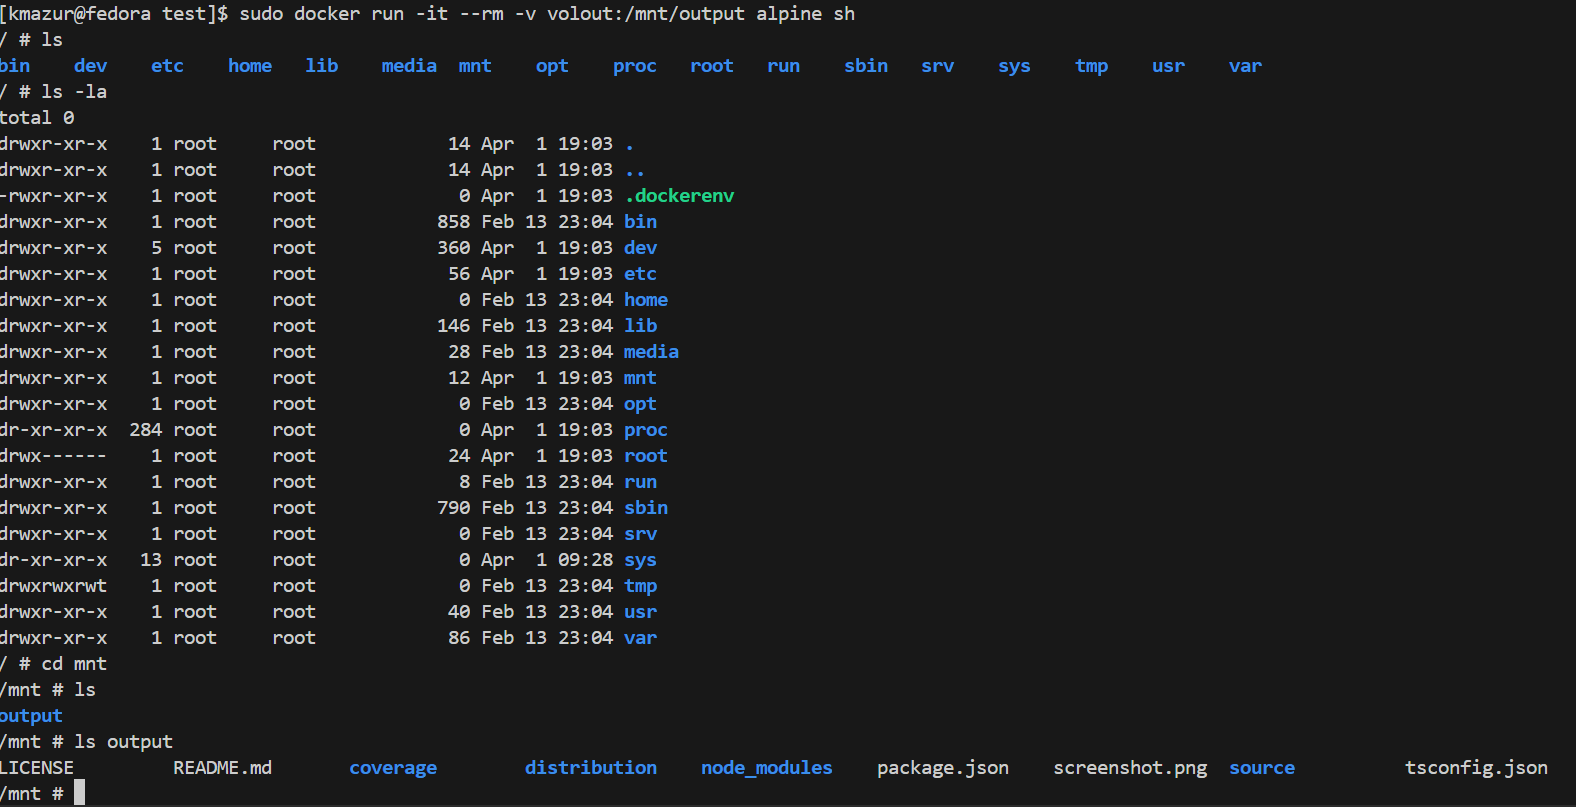 [kmazur@fedora test]$ sudo docker run -it --rm -v volout:/mnt/output alpine sh
/ # ls
bin    dev    etc    home   lib    media  mnt    opt    proc   root   run    sbin   srv    sys    tmp    usr    var
/ # ls -la
total 0
drwxr-xr-x    1 root     root            14 Apr  1 19:03 .
drwxr-xr-x    1 root     root            14 Apr  1 19:03 ..
-rwxr-xr-x    1 root     root             0 Apr  1 19:03 .dockerenv
drwxr-xr-x    1 root     root           858 Feb 13 23:04 bin
drwxr-xr-x    5 root     root           360 Apr  1 19:03 dev
drwxr-xr-x    1 root     root            56 Apr  1 19:03 etc
drwxr-xr-x    1 root     root             0 Feb 13 23:04 home
drwxr-xr-x    1 root     root           146 Feb 13 23:04 lib
drwxr-xr-x    1 root     root            28 Feb 13 23:04 media
drwxr-xr-x    1 root     root            12 Apr  1 19:03 mnt
drwxr-xr-x    1 root     root             0 Feb 13 23:04 opt
dr-xr-xr-x  284 root     root             0 Apr  1 19:03 proc
drwx------    1 root     root            24 Apr  1 19:03 root
drwxr-xr-x    1 root     root             8 Feb 13 23:04 run
drwxr-xr-x    1 root     root           790 Feb 13 23:04 sbin
drwxr-xr-x    1 root     root             0 Feb 13 23:04 srv
dr-xr-xr-x   13 root     root             0 Apr  1 09:28 sys
drwxrwxrwt    1 root     root             0 Feb 13 23:04 tmp
drwxr-xr-x    1 root     root            40 Feb 13 23:04 usr
drwxr-xr-x    1 root     root            86 Feb 13 23:04 var
/ # cd mnt
/mnt # ls
output
/mnt # ls output
LICENSE         README.md       coverage        distribution    node_modules    package.json    screenshot.png  source          tsconfig.json
/mnt #